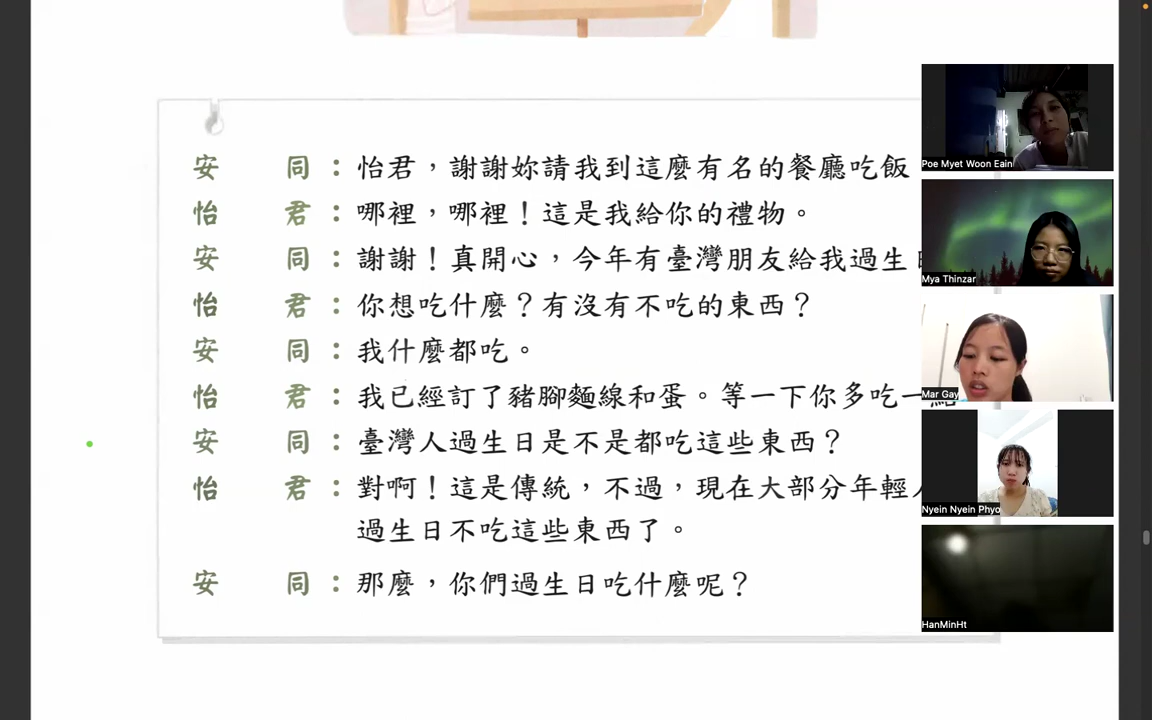 安同：怡君，謝謝妳請我到這麼有名的餐廳吃飯
怡君：哪裡，哪裡！這是我給你的禮物。
安同：謝謝！真開心，今年有臺灣朋友給我過生
怡君：你想吃什麼？有沒有不吃的東西？
安同：我什麼都吃。
怡君：我已經訂了豬腳麵線和蛋。等一下你多吃一
安同：臺灣人過生日是不是都吃這些東西？
怡君：對啊！這是傳統，不過，現在大部分年輕
過生日不吃這些東西了。
安同：那麼，你們過生日吃什麼呢？
Poe Myet Woon Eain
Mya Thinzar
Mar Gay
Nyein Nyein Phyo
HanMinHt